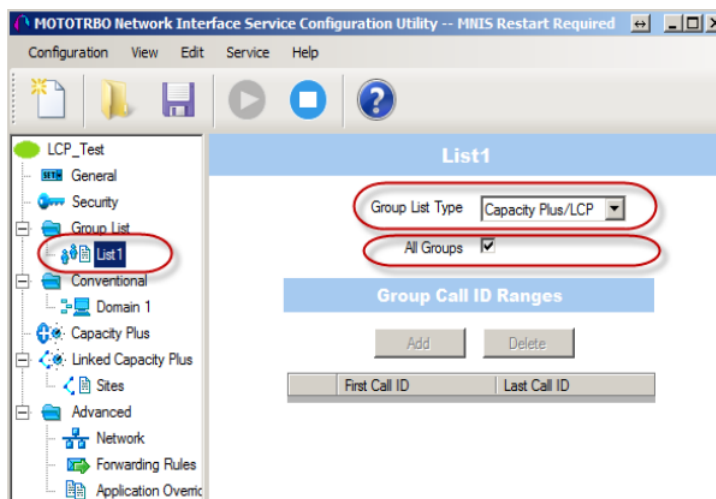 MOTOTRBO Network Interface Service Configuration Utility -- MNIS Restart Required
Configuration View Edit Service Help
LCP_Test
General
Security
Group List
List1
Conventional
Domain 1
Capacity Plus
Linked Capacity Plus
Sites
Advanced
Network
Forwarding Rules
Application Overric
List1
Group List Type Capacity Plus/LCP
All Groups
Group Call ID Ranges
Add Delete
First Call ID Last Call ID